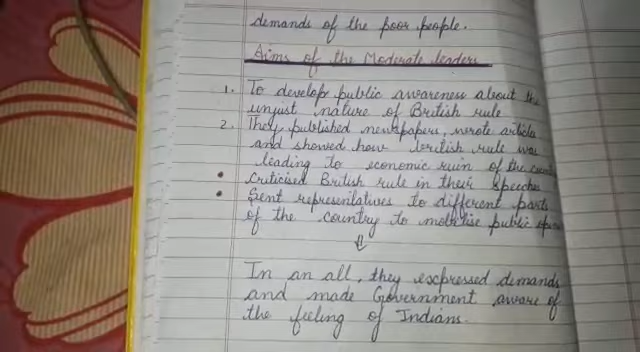 demands of the poor people.
Aims of the Moderate leaders
1. To develop public awareness about the
unjust nature of British rule
2. They published newspapers, wrote article
and showed how british rule was
leading to economic ruin of the
• Criticised British rule in their speeches
• Sent representatives to different parts
of the country to mobilise public
⇓
In an all, they expressed demands
and made Government aware of
the feeling of Indians.